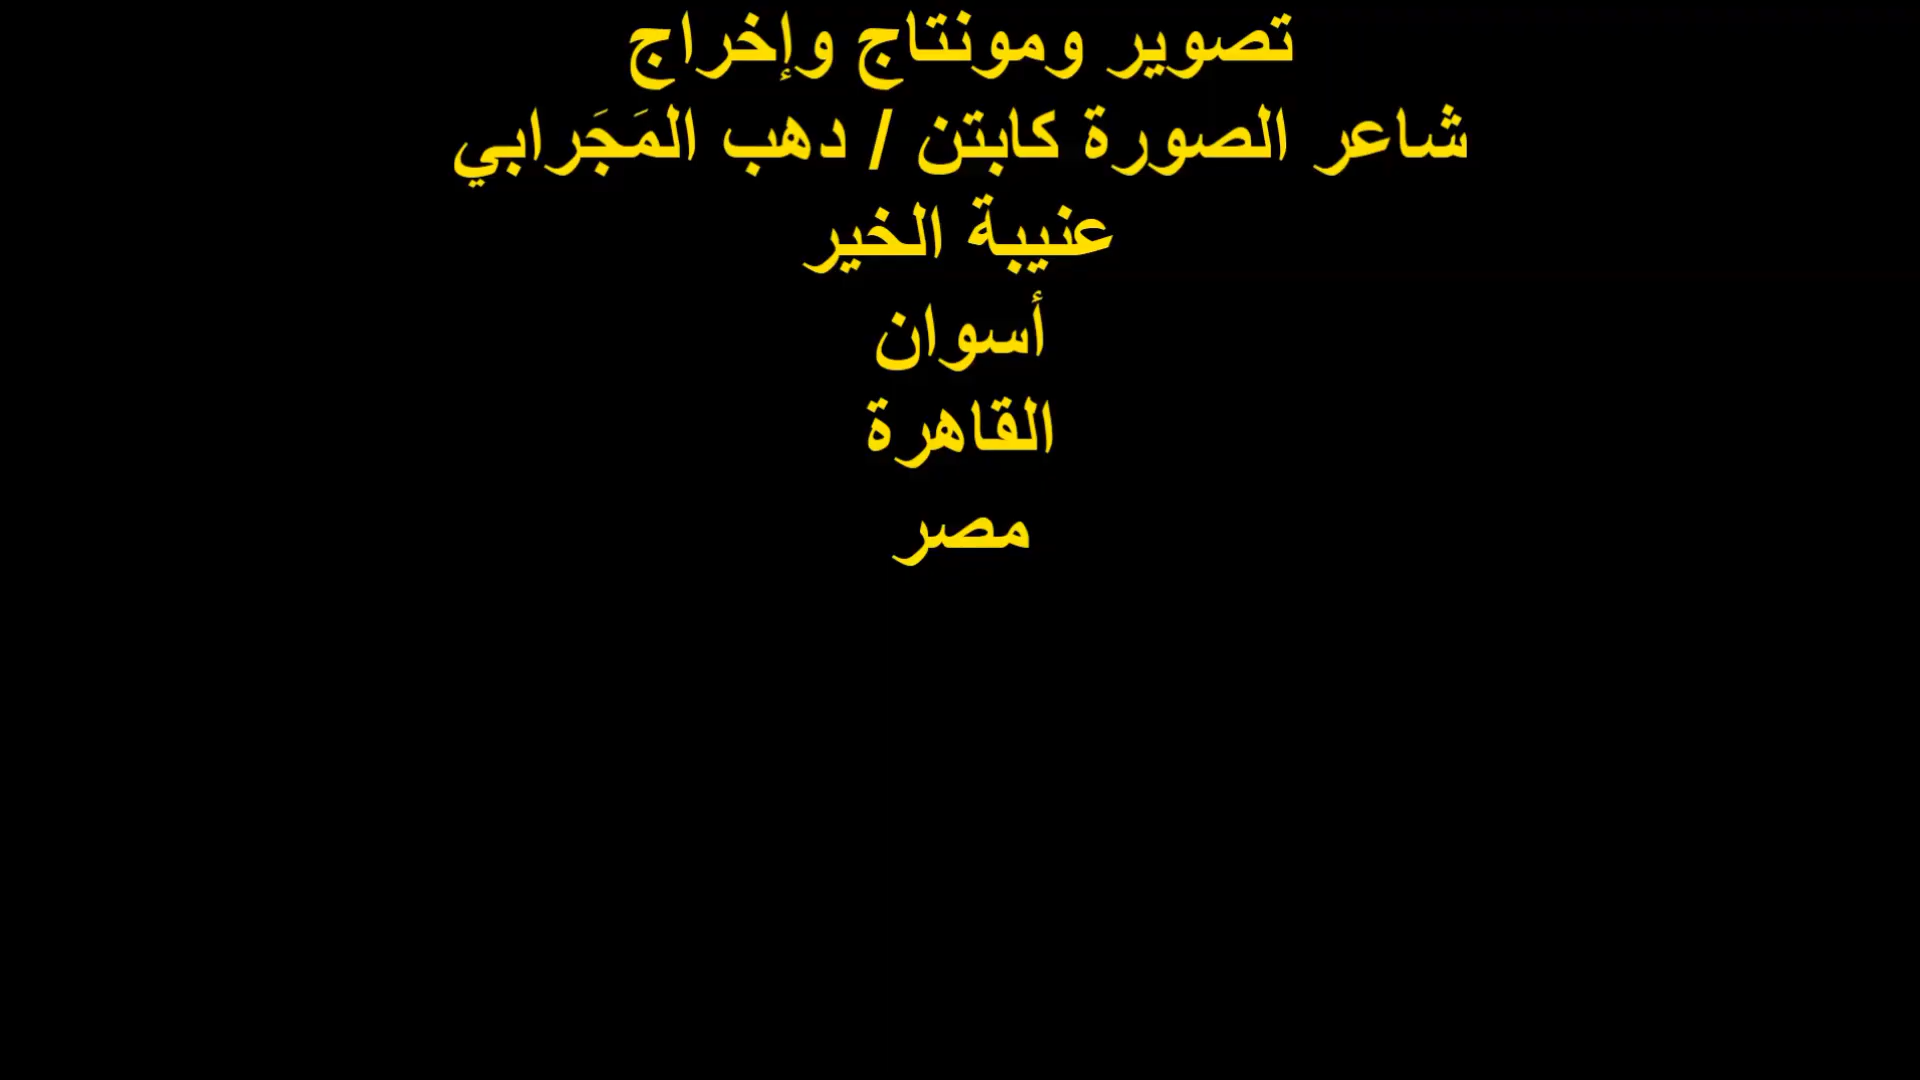 تصوير ومونتاج وإخراج
شاعر الصورة كابتن / دهب المَجَرابي
عنيبة الخير
أسوان
القاهرة
مصر